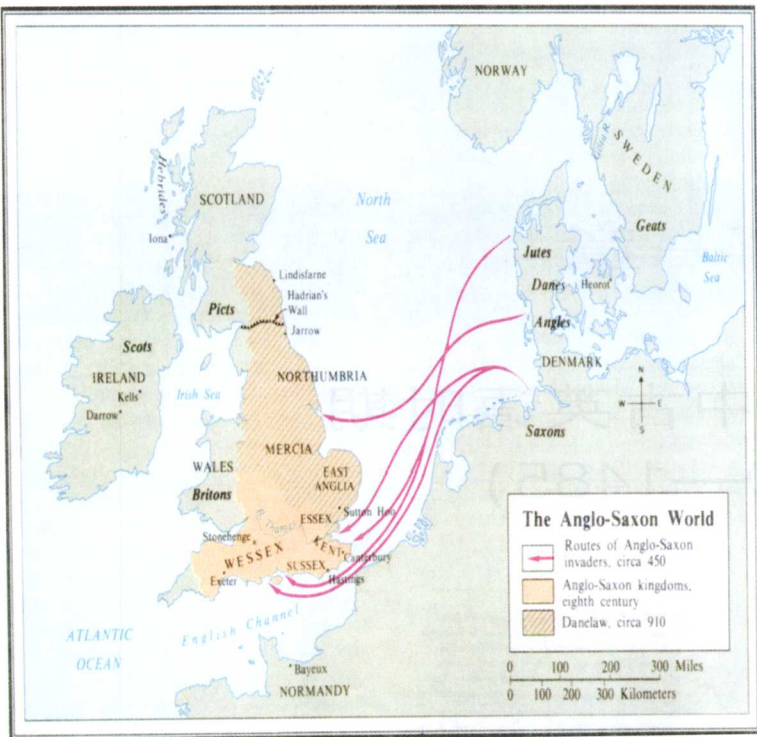 NORWAY
SWEDEN
Göta R.
Geats
Baltic
Sea
North
Sea
Hebrides
SCOTLAND
Iona
Lindisfarne
Hadrian's
Wall
Jarrow
Picts
Jutes
Danes
Heorot
Angles
DENMARK
Saxons
N
W
E
S
Scots
IRELAND
Kells
Darrow
Irish Sea
NORTHUMBRIA
MERCIA
WALES
Britons
EAST
ANGLIA
ESSEX
Sutton Hoo
R. Thames
Stonehenge
WESSEX
KENT
Canterbury
SUSSEX
Hastings
Exeter
English Channel
ATLANTIC
OCEAN
Bayeux
NORMANDY
The Anglo-Saxon World
Routes of Anglo-Saxon
invaders, circa 450
Anglo-Saxon kingdoms,
eighth century
Danelaw, circa 910
0 100 200 300 Miles
0 100 200 300 Kilometers